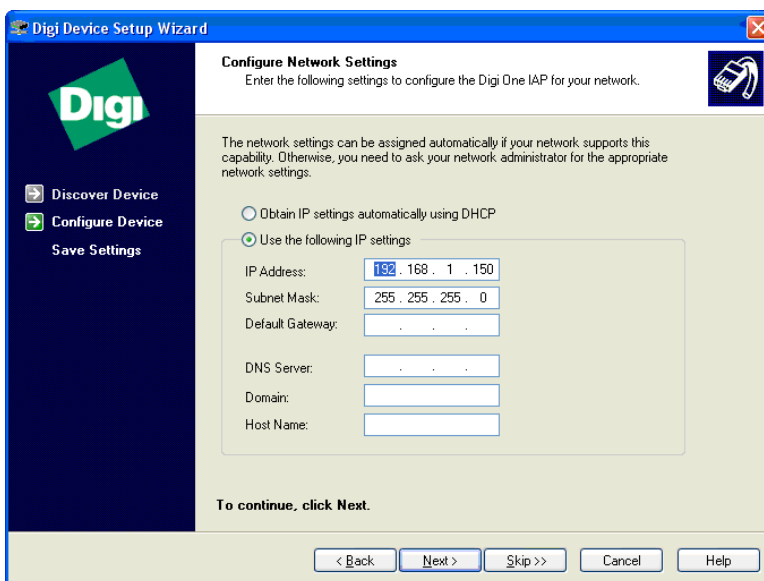 Digi Device Setup Wizard
Digi
Discover Device
Configure Device
Save Settings
Configure Network Settings
Enter the following settings to configure the Digi One IAP for your network.
The network settings can be assigned automatically if your network supports this
capability. Otherwise, you need to ask your network administrator for the appropriate
network settings.
Obtain IP settings automatically using DHCP
Use the following IP settings
IP Address: 192 . 168 . 1 . 150
Subnet Mask: 255 . 255 . 255 . 0
Default Gateway: . . .
DNS Server: . . .
Domain:
Host Name:
To continue, click Next.
< Back Next > Skip >> Cancel Help